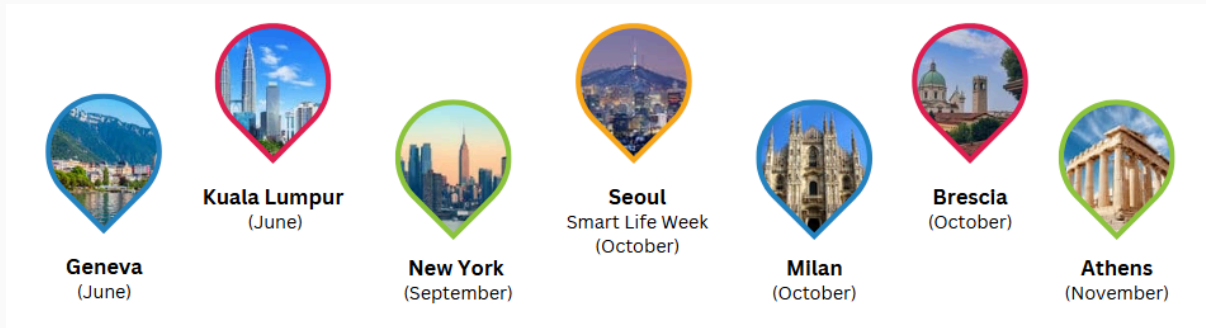 Geneva
(June)
Kuala Lumpur
(June)
New York
(September)
Seoul
Smart Life Week
(October)
Milan
(October)
Brescia
(October)
Athens
(November)